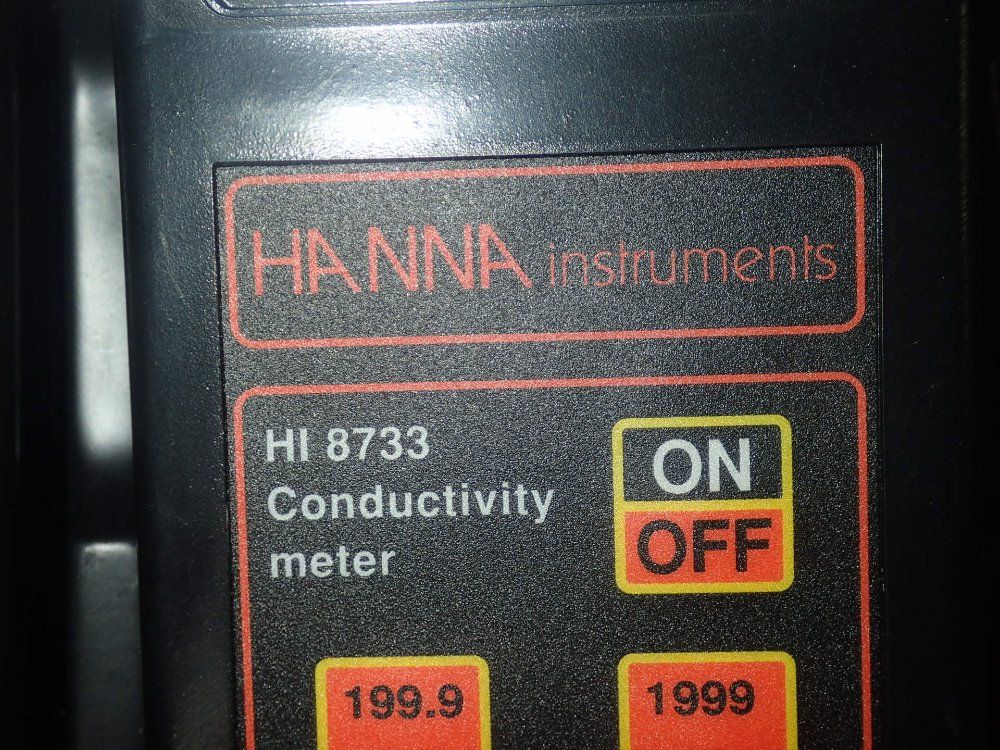 HANNA instruments
HI 8733
Conductivity
meter
ON
OFF
199.9
1999